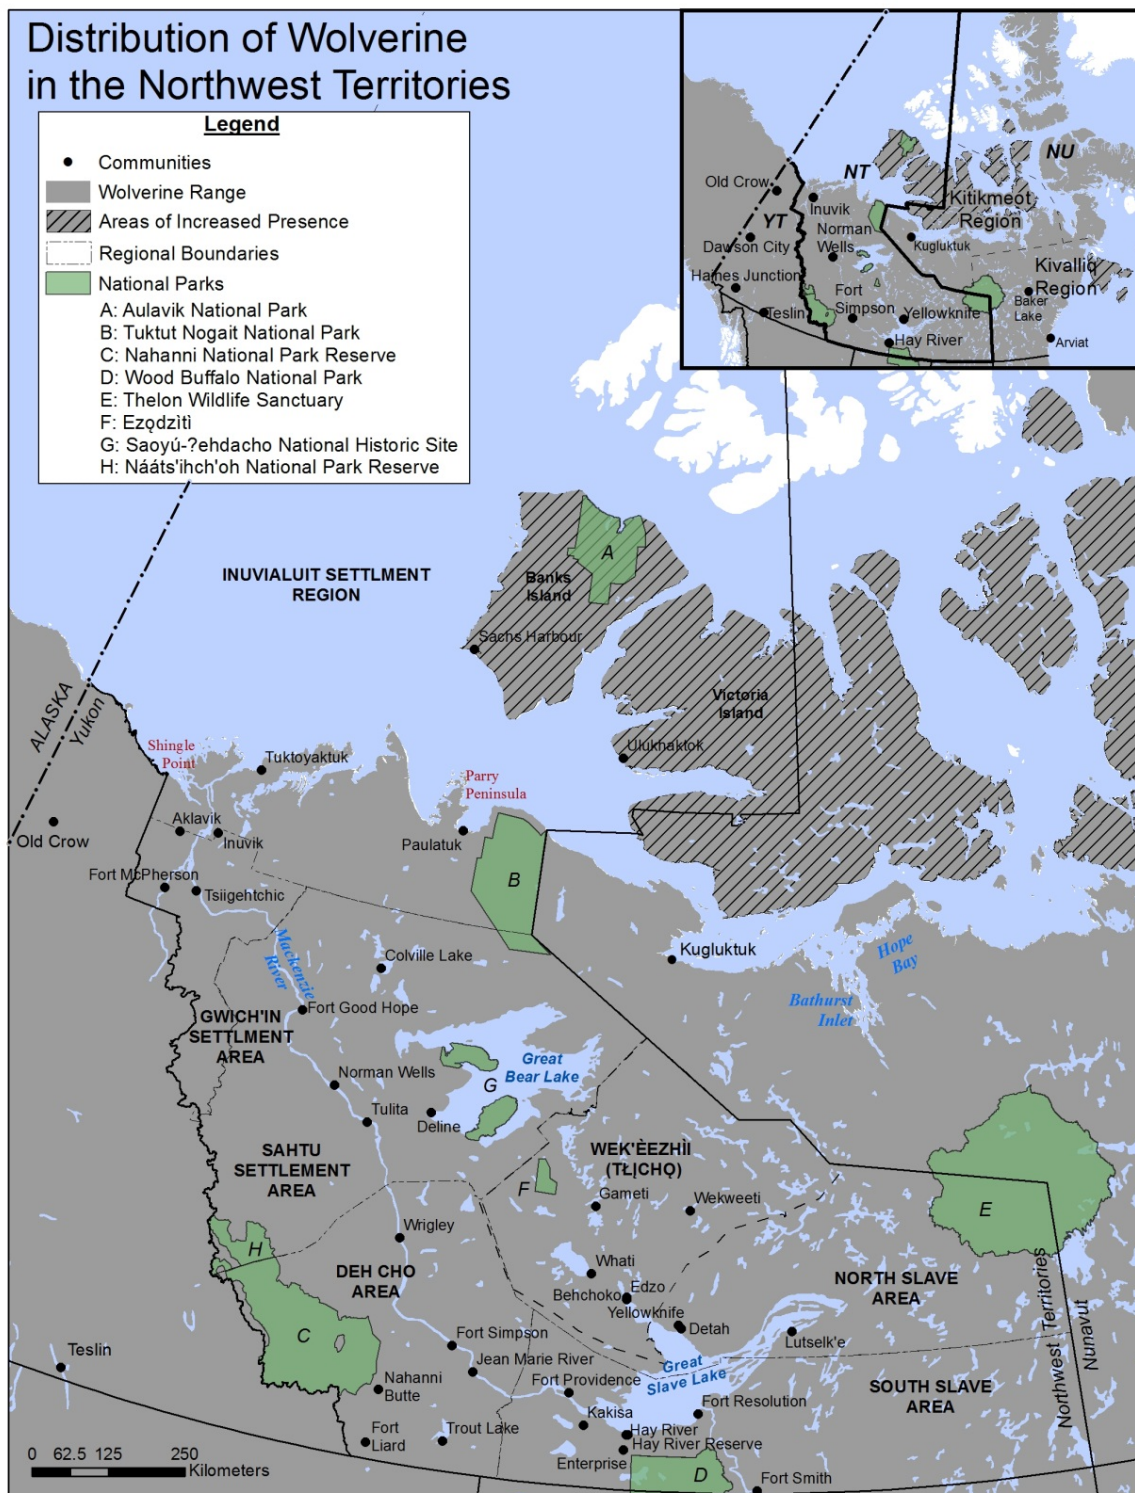 Distribution of Wolverine
in the Northwest Territories
Legend
Communities
Wolverine Range
Areas of Increased Presence
Regional Boundaries
National Parks
A: Aulavik National Park
B: Tuktut Nogait National Park
C: Nahanni National Park Reserve
D: Wood Buffalo National Park
E: Thelon Wildlife Sanctuary
F: Ezǫdzìtì
G: Saoyú-?ehdacho National Historic Site
H: Nááts'ihch'oh National Park Reserve
NT
NU
YT
Old Crow
Inuvik
Norman
Wells
Dawson City
Haines Junction
Teslin
Fort
Simpson
Yellowknife
Hay River
Kugluktuk
Kitikmeot
Region
Kivalliq
Region
Baker
Lake
Arviat
INUVIALUIT SETTLMENT
REGION
A
Banks
Island
Sachs Harbour
Victoria
Island
Ulukhaktok
ALASKA
Yukon
Shingle
Point
Tuktoyaktuk
Parry
Peninsula
Old Crow
Aklavik
Inuvik
Paulatuk
Fort McPherson
Tsiigehtchic
B
Mackenzie
River
Colville Lake
Kugluktuk
Hope
Bay
Bathurst
Inlet
Fort Good Hope
GWICH'IN
SETTLMENT
AREA
Great
Bear Lake
G
Norman Wells
Tulita
Deline
SAHTU
SETTLEMENT
AREA
WEK'ÈEZHÌI
(TŁĮCHǪ)
F
Gameti
Wekweeti
E
Wrigley
H
DEH CHO
AREA
Whati
Behchoko
Edzo
Yellowknife
Detah
NORTH SLAVE
AREA
Northwest Territories
Nunavut
C
Fort Simpson
Lutselk'e
Teslin
Jean Marie River
Great
Slave Lake
Nahanni
Butte
Fort Providence
SOUTH SLAVE
AREA
Fort Resolution
Kakisa
Fort
Liard
Trout Lake
Hay River
Hay River Reserve
Enterprise
D
Fort Smith
0 62.5 125 250
Kilometers